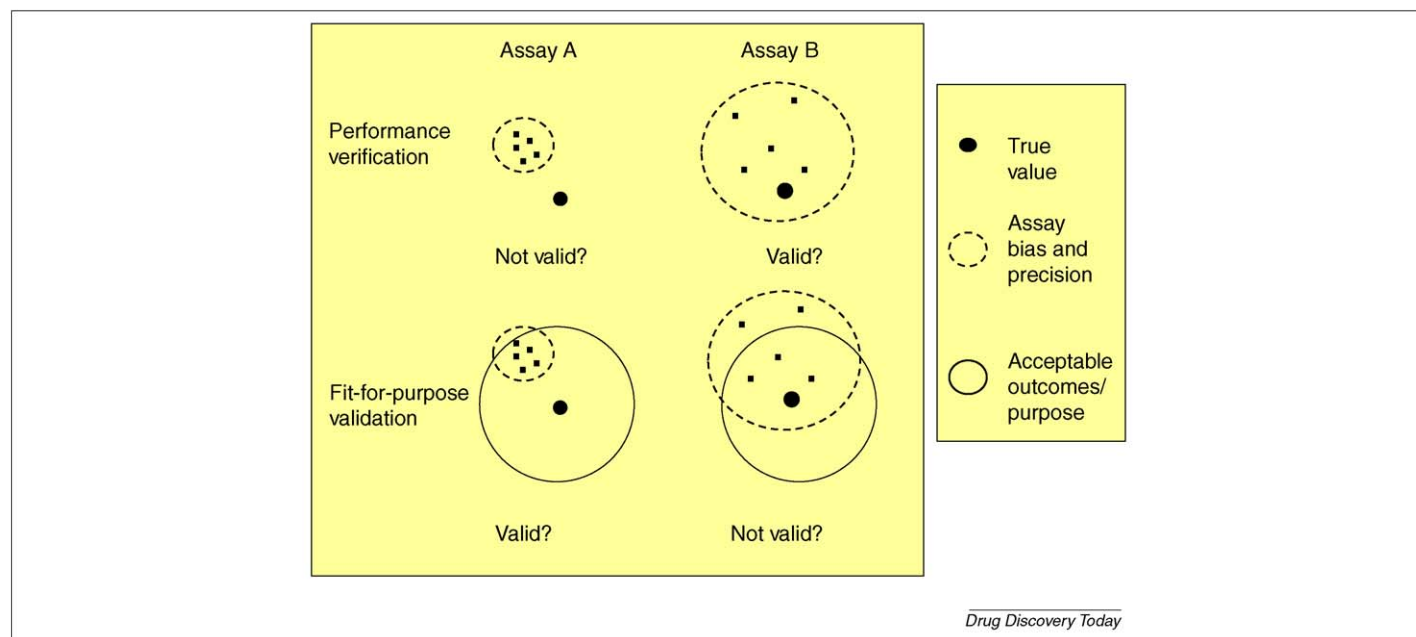 Assay A
Assay B
Performance
verification
Not valid?
Valid?
Fit-for-purpose
validation
Valid?
Not valid?
True
value
Assay
bias and
precision
Acceptable
outcomes/
purpose
Drug Discovery Today